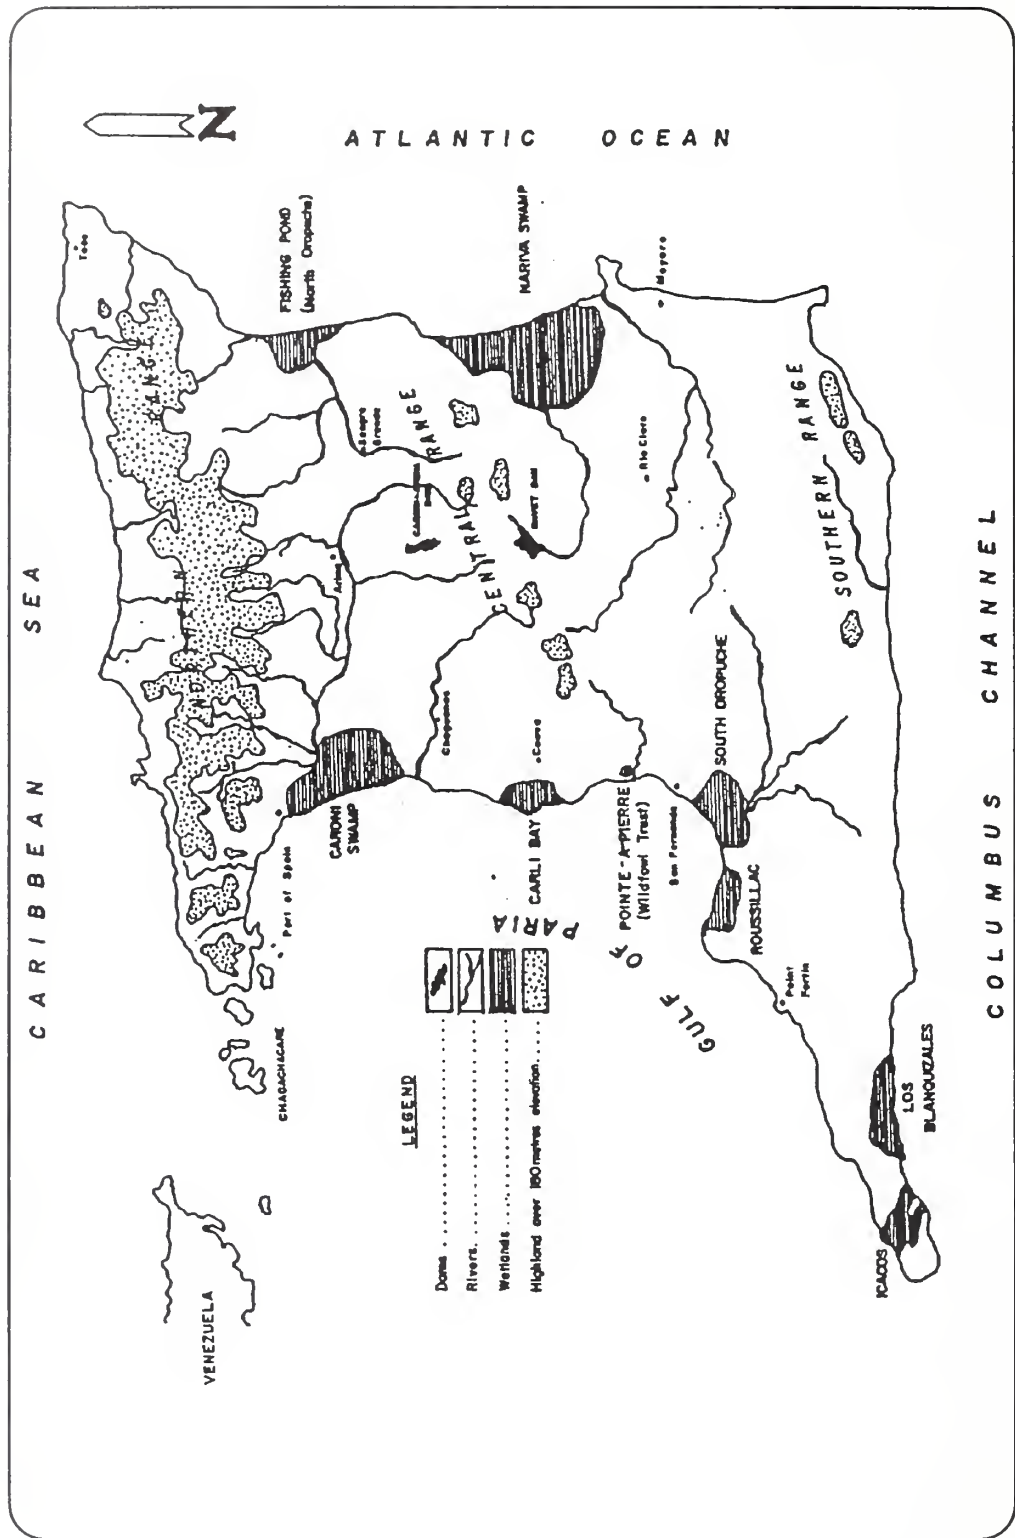 CARIBBEAN SEA
ATLANTIC OCEAN
N
VENEZUELA
CHACACHACARE
Port of Spain
NORTHERN RANGE
Toco
FISHING POND
Arima
Sangre
Grande
CARONI
SWAMP
CENTRAL RANGE
NARIVA SWAMP
Chaguanas
NAVET DAM
CARLI BAY
Couva
GULF OF PARIA
POINTE-A-PIERRE
(Wildfowl Trust)
San Fernando
Rio Claro
Mayaro
SOUTH OROPUCHE
ROUSSILLAC
Point
Fortin
SOUTHERN RANGE
LOS
BLANQUIZALES
ICACOS
COLUMBUS CHANNEL
LEGEND
Dams
Rivers
Wetlands
Highland over 180 metres elevation